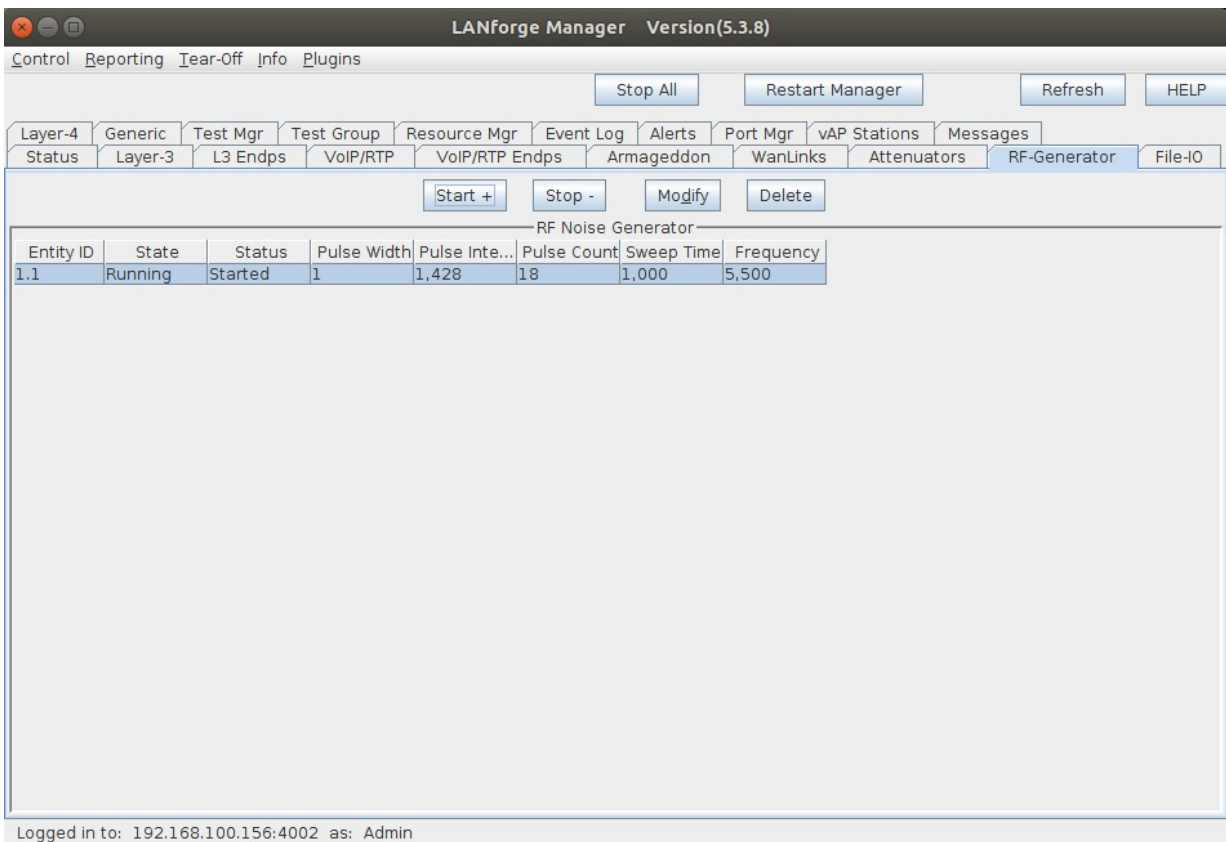 LANforge Manager Version(5.3.8)
Control Reporting Tear-Off Info Plugins
Stop All Restart Manager Refresh HELP
Layer-4 Generic Test Mgr Test Group Resource Mgr Event Log Alerts Port Mgr vAP Stations Messages
Status Layer-3 L3 Endps VoIP/RTP VoIP/RTP Endps Armageddon WanLinks Attenuators RF-Generator File-IO
Start + Stop - Modify Delete
RF Noise Generator
Entity ID State Status Pulse Width Pulse Inte... Pulse Count Sweep Time Frequency
1.1 Running Started 1 1,428 18 1,000 5,500
Logged in to: 192.168.100.156:4002 as: Admin